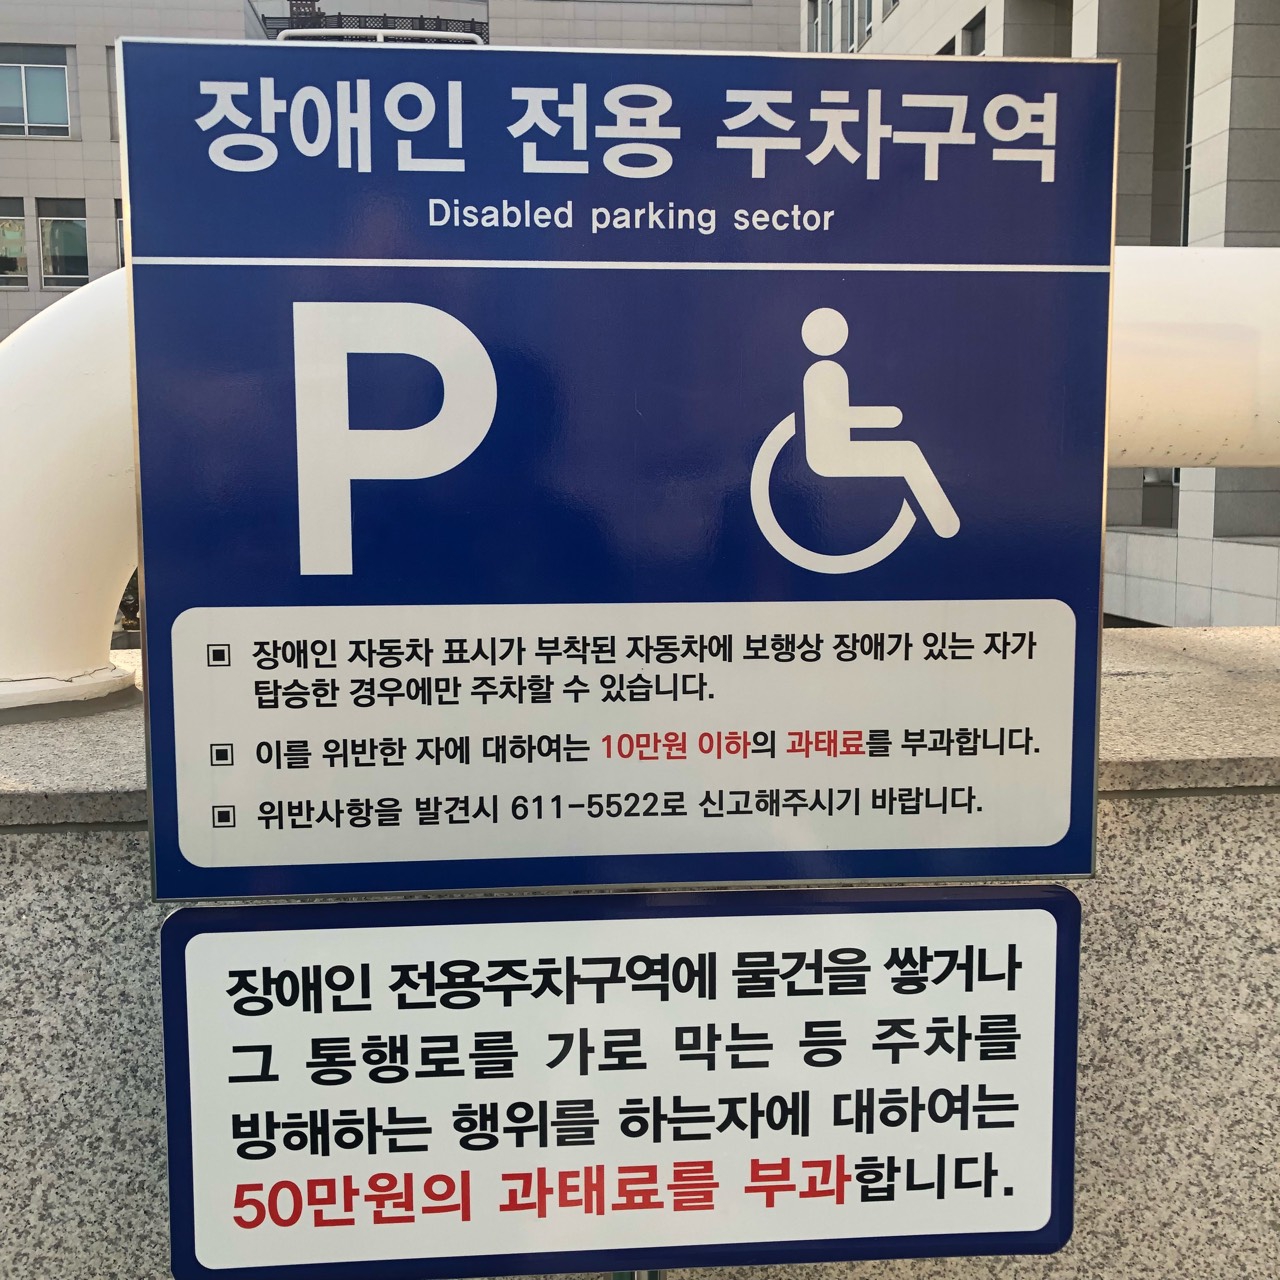 장애인 전용 주차구역
Disabled parking sector
P
▣ 장애인 자동차 표시가 부착된 자동차에 보행상 장애가 있는 자가
탑승한 경우에만 주차할 수 있습니다.
▣ 이를 위반한 자에 대하여는 10만원 이하의 과태료를 부과합니다.
▣ 위반사항을 발견시 611-5522로 신고해주시기 바랍니다.
장애인 전용주차구역에 물건을 쌓거나
그 통행로를 가로 막는 등 주차를
방해하는 행위를 하는자에 대하여는
50만원의 과태료를 부과합니다.